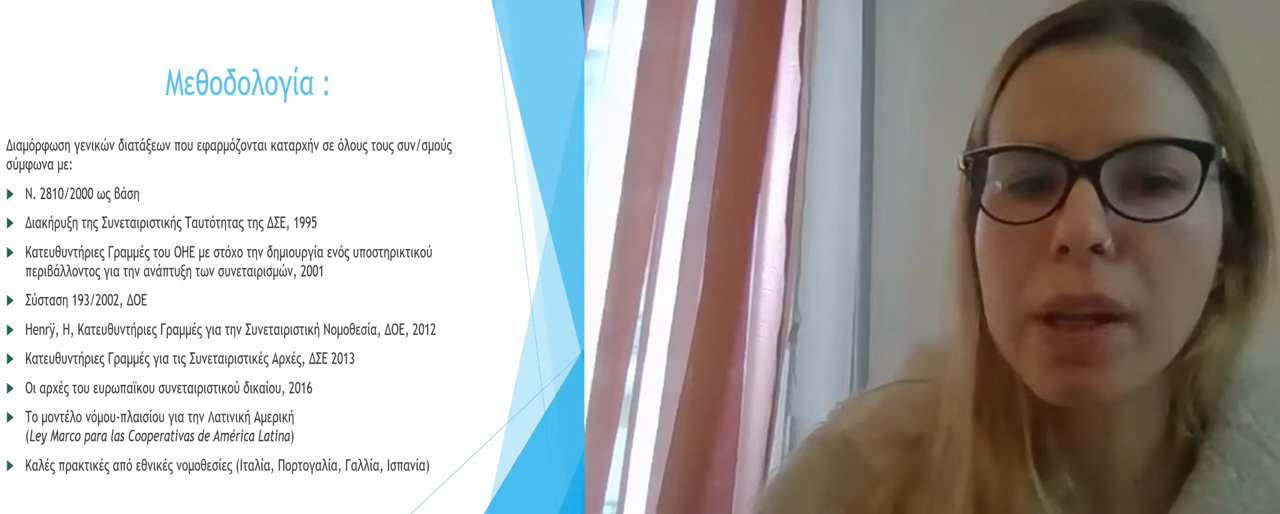 Μεθοδολογία :
Διαμόρφωση γενικών διατάξεων που εφαρμόζονται καταρχήν σε όλους τους συν/σμούς
σύμφωνα με:
Ν. 2810/2000 ως βάση
Διακήρυξη της Συνεταιριστικής Ταυτότητας της ΔΣΕ, 1995
Κατευθυντήριες Γραμμές του ΟΗΕ με στόχο την δημιουργία ενός υποστηρικτικού
περιβάλλοντος για την ανάπτυξη των συνεταιρισμών, 2001
Σύσταση 193/2002, ΔΟΕ
Henrÿ, H, Κατευθυντήριες Γραμμές για την Συνεταιριστική Νομοθεσία, ΔΟΕ, 2012
Κατευθυντήριες Γραμμές για τις Συνεταιριστικές Αρχές, ΔΣΕ 2013
Οι αρχές του ευρωπαϊκου συνεταιριστικού δικαίου, 2016
Το μοντέλο νόμου-πλαισίου για την Λατινική Αμερική
(Ley Marco para las Cooperativas de América Latina)
Καλές πρακτικές από εθνικές νομοθεσίες (Ιταλία, Πορτογαλία, Γαλλία, Ισπανία)